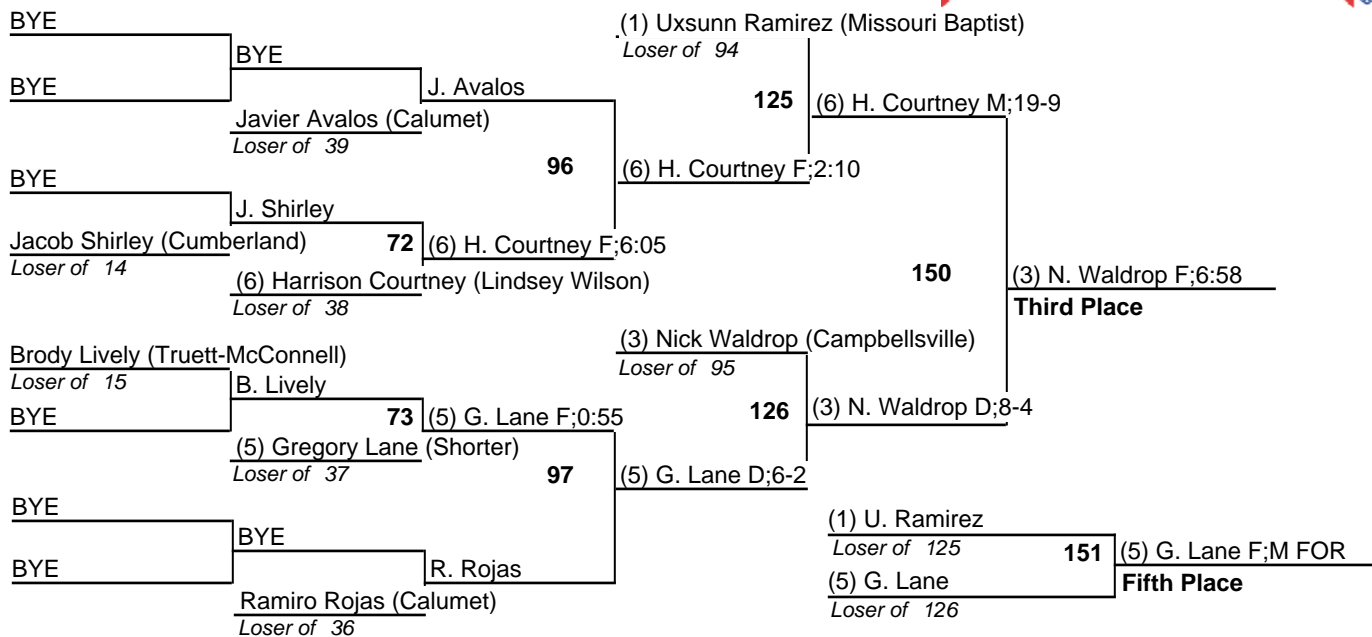 BYE
BYE
BYE
J. Avalos
Javier Avalos (Calumet)
Loser of 39
96
BYE
J. Shirley
Jacob Shirley (Cumberland)
Loser of 14
72
(6) H. Courtney F;6:05
(6) Harrison Courtney (Lindsey Wilson)
Loser of 38
Brody Lively (Truett-McConnell)
Loser of 15
B. Lively
BYE
73
(5) G. Lane F;0:55
(5) Gregory Lane (Shorter)
Loser of 37
97
BYE
BYE
BYE
R. Rojas
Ramiro Rojas (Calumet)
Loser of 36
(1) Uxsunn Ramirez (Missouri Baptist)
Loser of 94
125
(6) H. Courtney M;19-9
(6) H. Courtney F;2:10
150
(3) N. Waldrop F;6:58
Third Place
(3) Nick Waldrop (Campbellsville)
Loser of 95
126
(3) N. Waldrop D;8-4
(5) G. Lane D;6-2
(1) U. Ramirez
Loser of 125
151
(5) G. Lane F;M FOR
(5) G. Lane
Fifth Place
Loser of 126